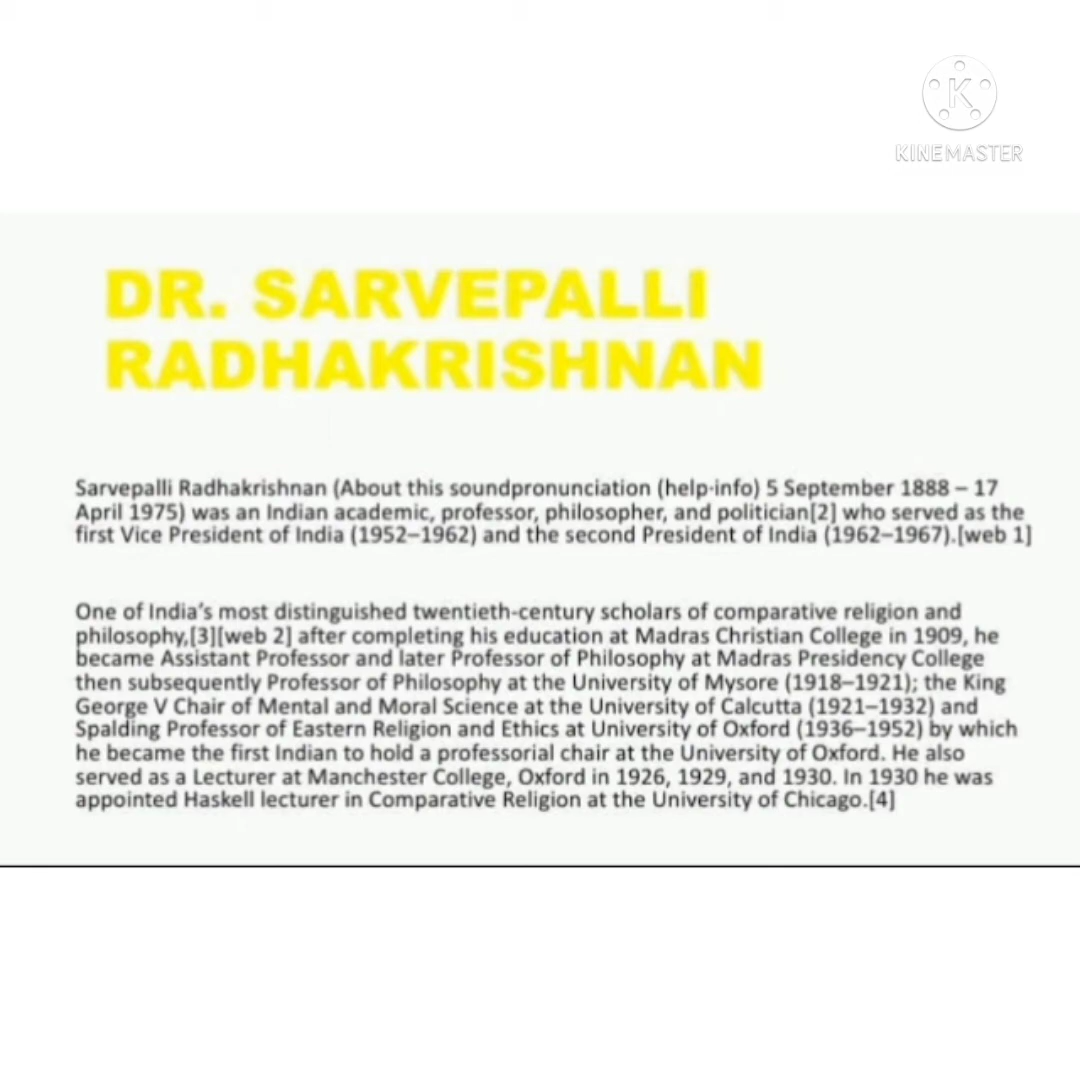 K
KINEMASTER
DR. SARVEPALLI
RADHAKRISHNAN
Sarvepalli Radhakrishnan (About this soundpronunciation (help·info) 5 September 1888 – 17
April 1975) was an Indian academic, professor, philosopher, and politician[2] who served as the
first Vice President of India (1952–1962) and the second President of India (1962–1967).[web 1]
One of India's most distinguished twentieth-century scholars of comparative religion and
philosophy,[3][web 2] after completing his education at Madras Christian College in 1909, he
became Assistant Professor and later Professor of Philosophy at Madras Presidency College
then subsequently Professor of Philosophy at the University of Mysore (1918–1921); the King
George V Chair of Mental and Moral Science at the University of Calcutta (1921–1932) and
Spalding Professor of Eastern Religion and Ethics at University of Oxford (1936–1952) by which
he became the first Indian to hold a professorial chair at the University of Oxford. He also
served as a Lecturer at Manchester College, Oxford in 1926, 1929, and 1930. In 1930 he was
appointed Haskell lecturer in Comparative Religion at the University of Chicago.[4]